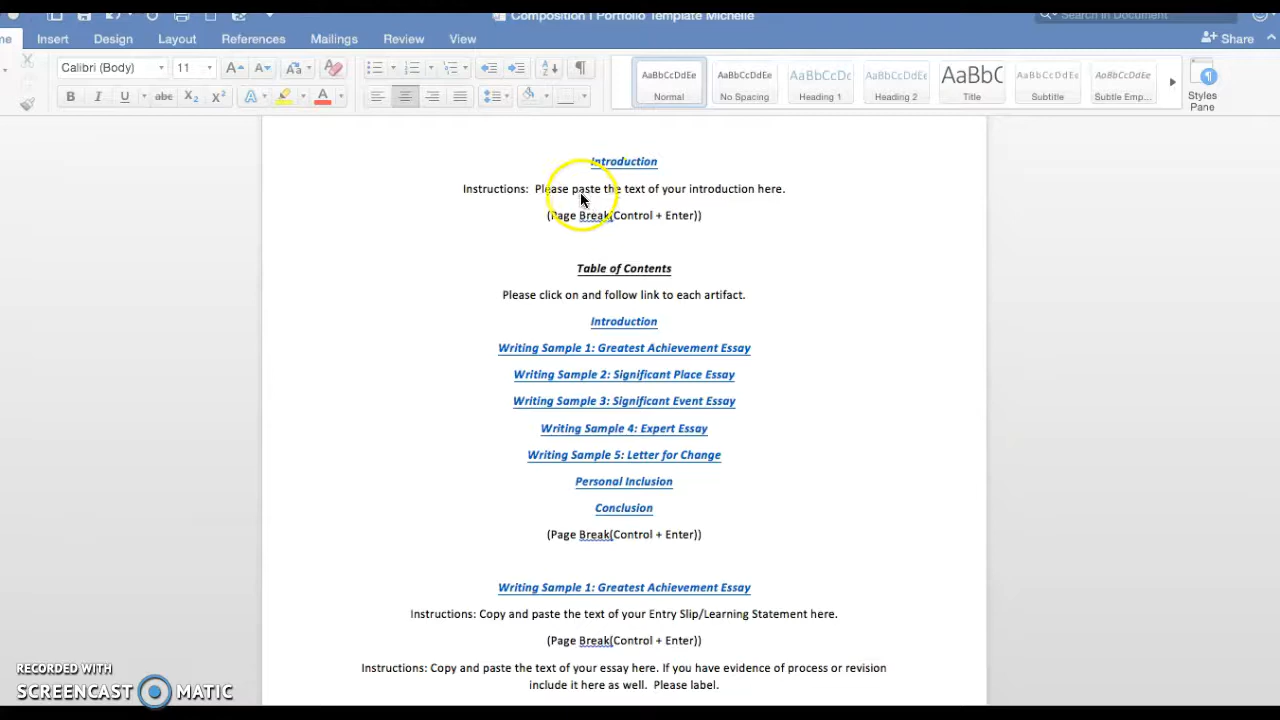 Composition I Portfolio Template Michelle
Search in Document
me Insert Design Layout References Mailings Review View Share
Calibri (Body) 11 AaBbCcDdEe AaBbCcDdEe AaBbCcDc AaBbCcDdEe AaBbC AaBbCcDdEe AaBbCcDdEe
Normal No Spacing Heading 1 Heading 2 Title Subtitle Subtle Emp... Styles Pane
Introduction
Instructions: Please paste the text of your introduction here.
(Page Break(Control + Enter))
Table of Contents
Please click on and follow link to each artifact.
Introduction
Writing Sample 1: Greatest Achievement Essay
Writing Sample 2: Significant Place Essay
Writing Sample 3: Significant Event Essay
Writing Sample 4: Expert Essay
Writing Sample 5: Letter for Change
Personal Inclusion
Conclusion
(Page Break(Control + Enter))
Writing Sample 1: Greatest Achievement Essay
Instructions: Copy and paste the text of your Entry Slip/Learning Statement here.
(Page Break(Control + Enter))
Instructions: Copy and paste the text of your essay here. If you have evidence of process or revision
include it here as well. Please label.
RECORDED WITH
SCREENCAST MATIC